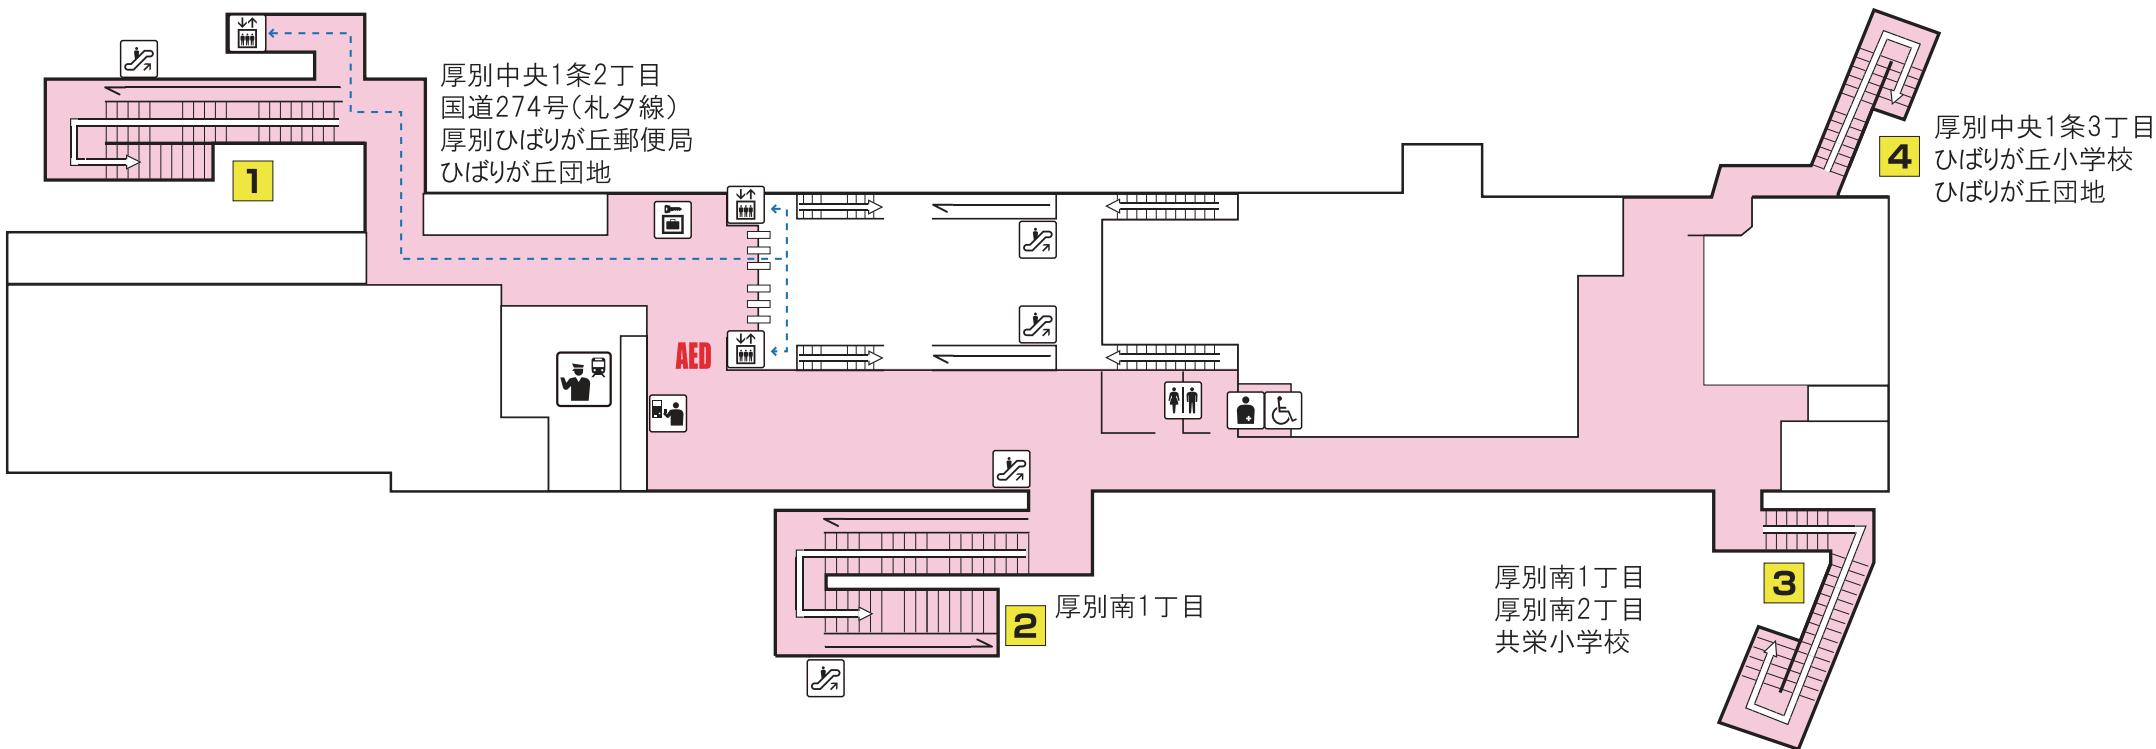 厚別中央1条2丁目
国道274号(札夕線)
厚別ひばりが丘郵便局
ひばりが丘団地
1
4
厚別中央1条3丁目
ひばりが丘小学校
ひばりが丘団地
AED
2
厚別南1丁目
3
厚別南1丁目
厚別南2丁目
共栄小学校